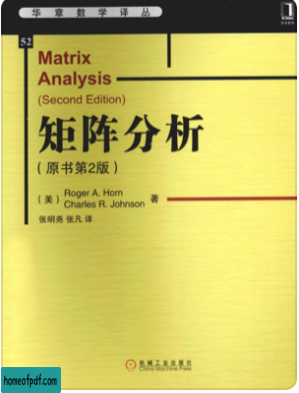 华章数学译丛
52
Matrix
Analysis
(Second Edition)
矩阵分析
(原书第2版)
(美) Roger A. Horn
Charles R. Johnson 著
张明尧 张凡 译
机械工业出版社
China Machine Press
homeofpdf.com